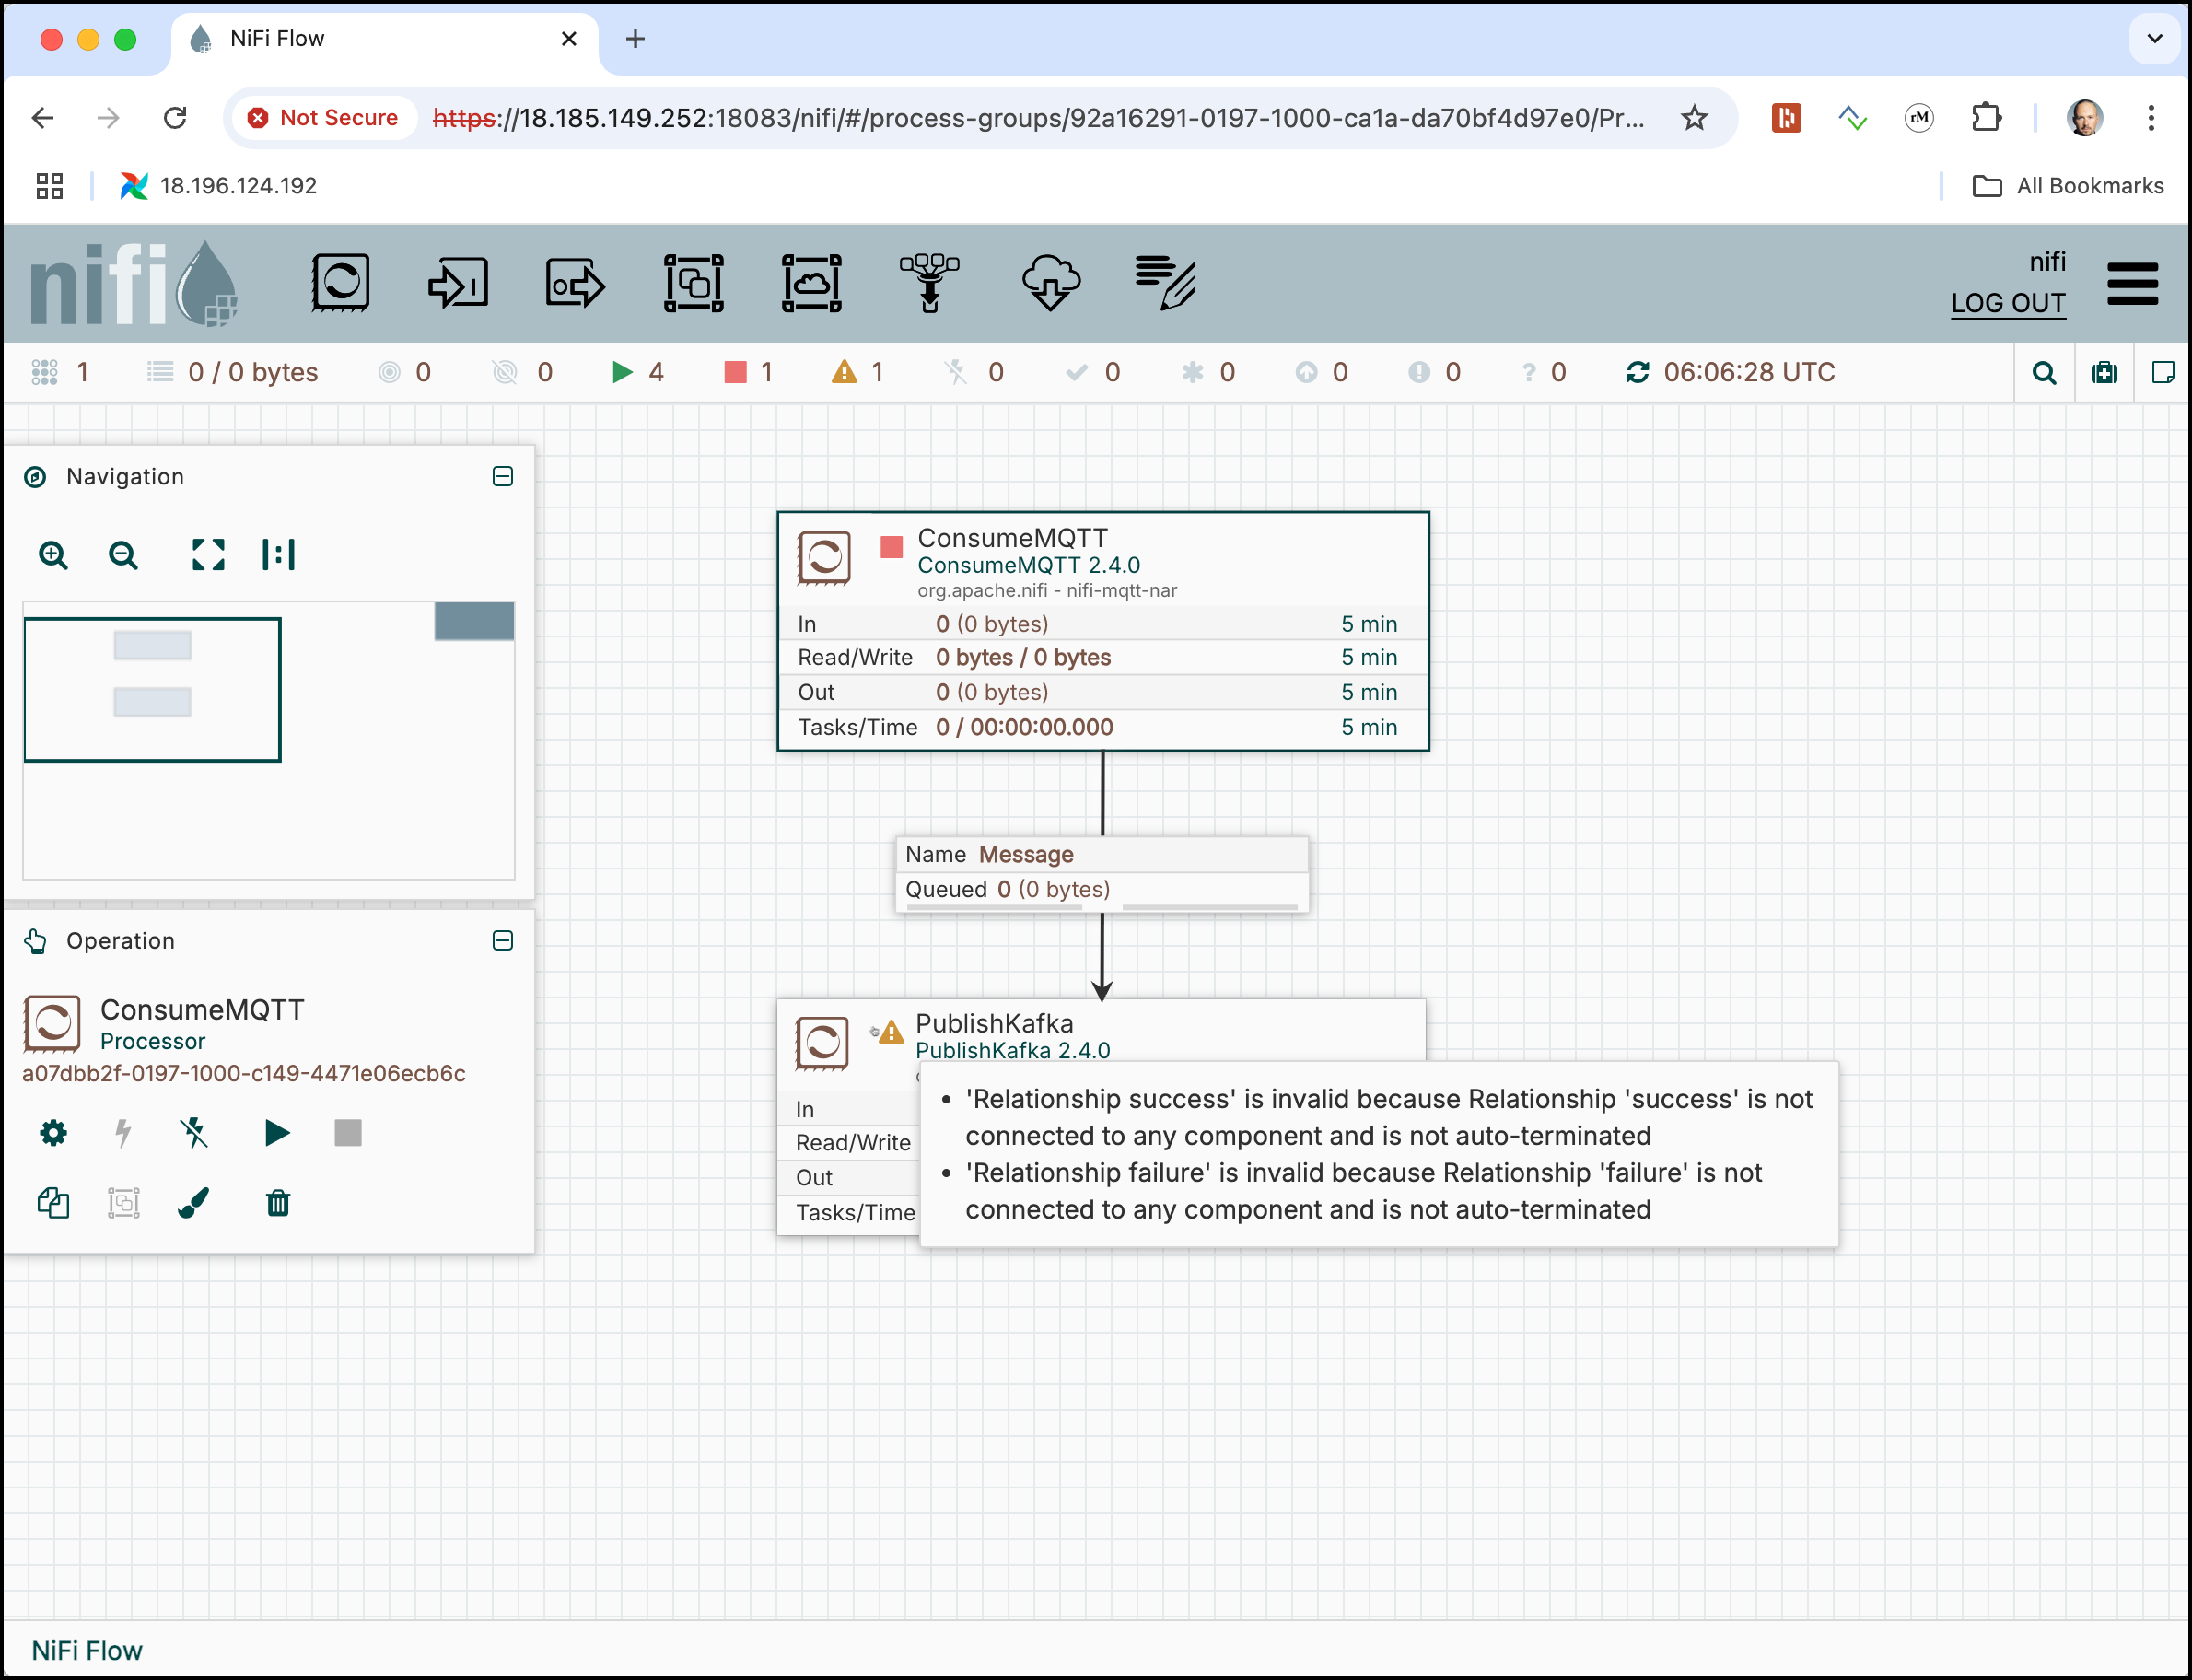 NiFi Flow
Not Secure https://18.185.149.252:18083/nifi/#/process-groups/92a16291-0197-1000-ca1a-da70bf4d97e0/Pr...
rM
18.196.124.192
All Bookmarks
nifi
nifi
LOG OUT
1 0 / 0 bytes 0 0 4 1 1 0 0 0 0 0 ? 0 06:06:28 UTC
Navigation
ConsumeMQTT
ConsumeMQTT 2.4.0
org.apache.nifi - nifi-mqtt-nar
In 0 (0 bytes) 5 min
Read/Write 0 bytes / 0 bytes 5 min
Out 0 (0 bytes) 5 min
Tasks/Time 0 / 00:00:00.000 5 min
Name Message
Queued 0 (0 bytes)
Operation
ConsumeMQTT
Processor
a07dbb2f-0197-1000-c149-4471e06ecb6c
PublishKafka
PublishKafka 2.4.0
In
Read/Write
Out
Tasks/Time
• 'Relationship success' is invalid because Relationship 'success' is not
connected to any component and is not auto-terminated
• 'Relationship failure' is invalid because Relationship 'failure' is not
connected to any component and is not auto-terminated
NiFi Flow